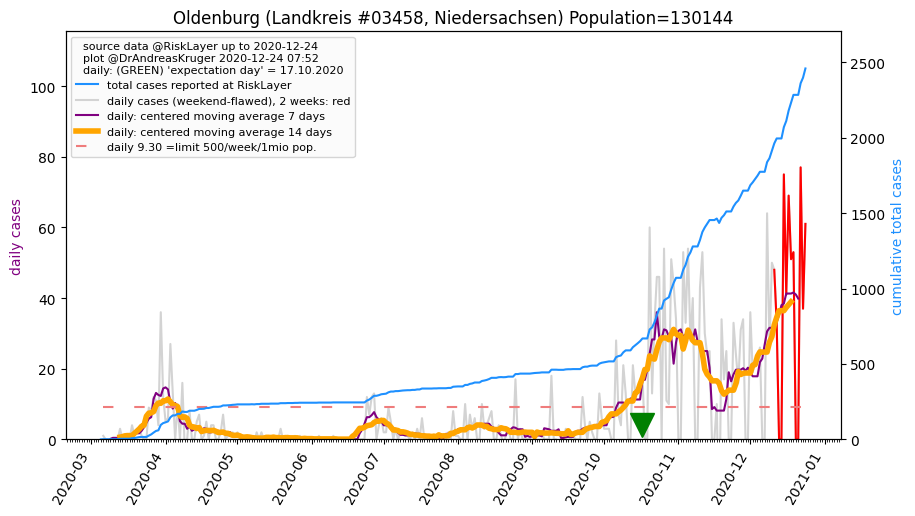 Oldenburg (Landkreis #03458, Niedersachsen) Population=130144
source data @RiskLayer up to 2020-12-24
plot @DrAndreasKruger 2020-12-24 07:52
daily: (GREEN) 'expectation day' = 17.10.2020
total cases reported at RiskLayer
daily cases (weekend-flawed), 2 weeks: red
daily: centered moving average 7 days
daily: centered moving average 14 days
daily 9.30 =limit 500/week/1mio pop.
daily cases
100
80
60
40
20
0
cumulative total cases
2500
2000
1500
1000
500
0
2020-03
2020-04
2020-05
2020-06
2020-07
2020-08
2020-09
2020-10
2020-11
2020-12
2021-01